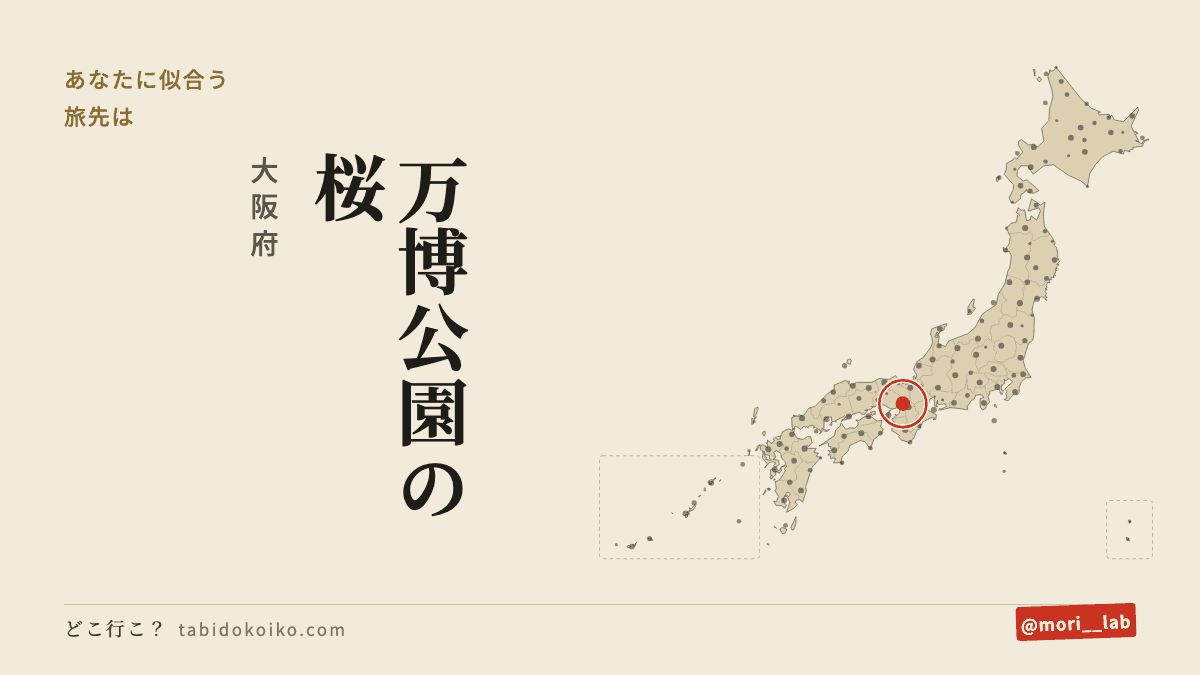 あなたに似合う
旅先は
万博公園の
桜
大阪府
どこ行こ？ tabidokoiko.com
@mori__lab